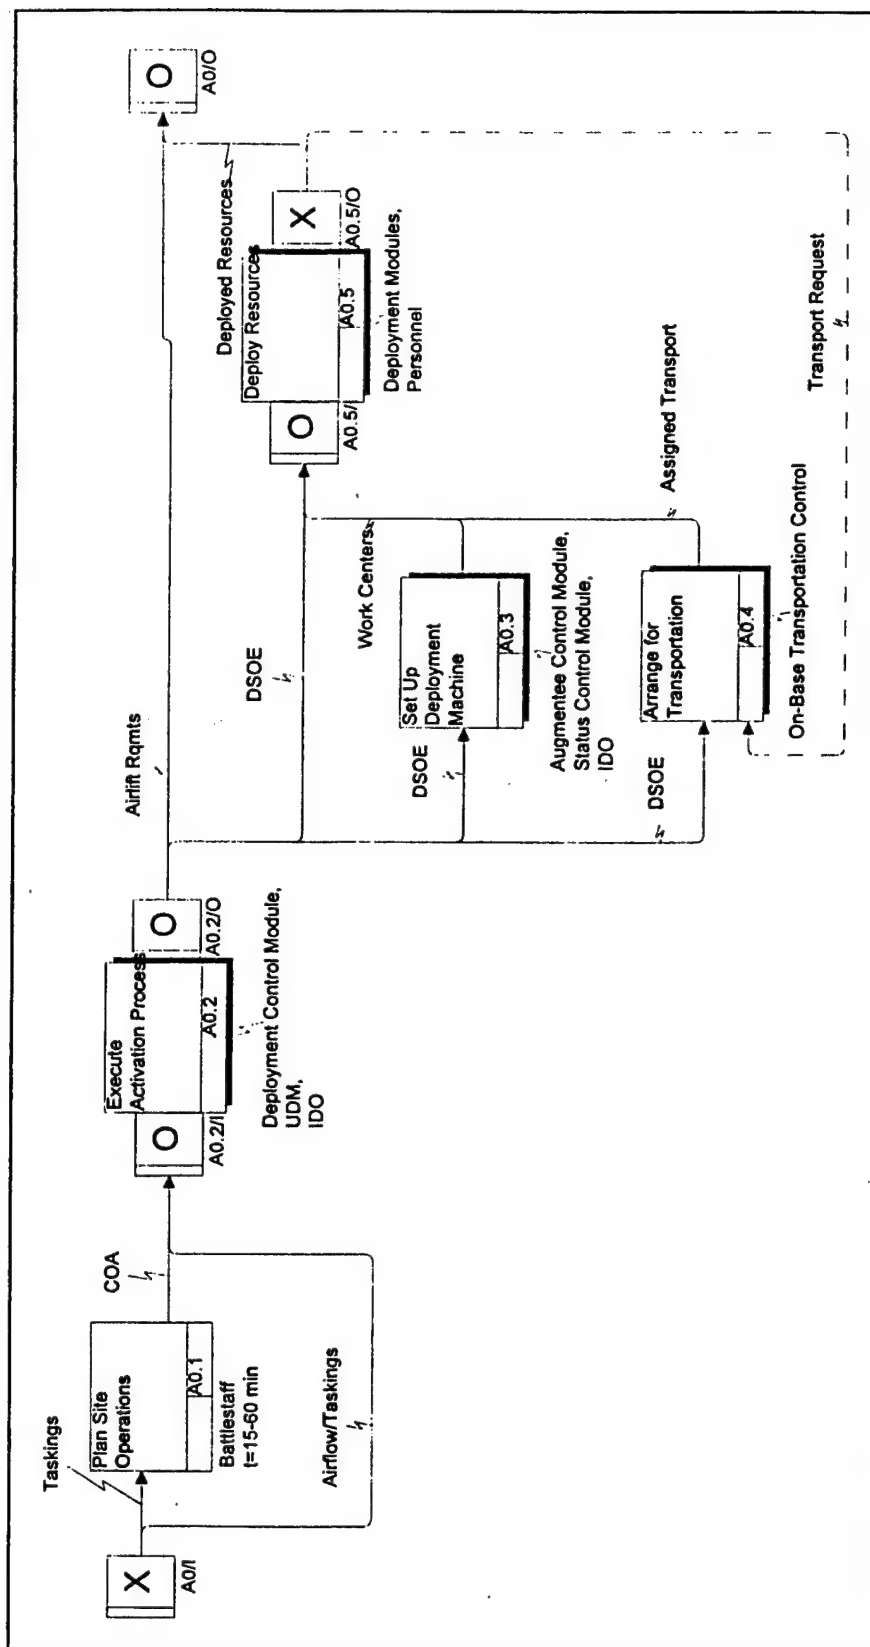 Taskings
X
A0/I
Plan Site
Operations
A0.1
Battlestaff
t=15-60 min
Airflow/Taskings
COA
O
A0.2/I
Execute
Activation Process
A0.2
O
A0.2/O
Deployment Control Module,
UDM,
IDO
Airlift Rqmts
DSOE
DSOE
DSOE
Set Up
Deployment
Machine
A0.3
Augmentee Control Module,
Status Control Module,
IDO
Work Centers
Arrange for
Transportation
A0.4
On-Base Transportation Control
Assigned Transport
Transport Request
O
A0.5/I
Deploy Resources
A0.5
X
A0.5/O
Deployment Modules,
Personnel
Deployed Resources
O
A0/O